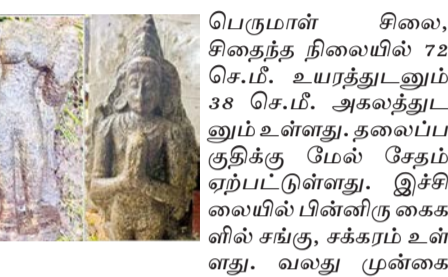 பெருமாள் சிலை,
சிதைந்த நிலையில் 72
செ.மீ. உயரத்துடனும்
38 செ.மீ. அகலத்துட
னும் உள்ளது. தலைப்ப
குதிக்கு மேல் சேதம்
ஏற்பட்டுள்ளது. இச்சி
லையில் பின்னிரு கைக
ளில் சங்கு, சக்கரம் உள்
ளது. வலது முன்கை